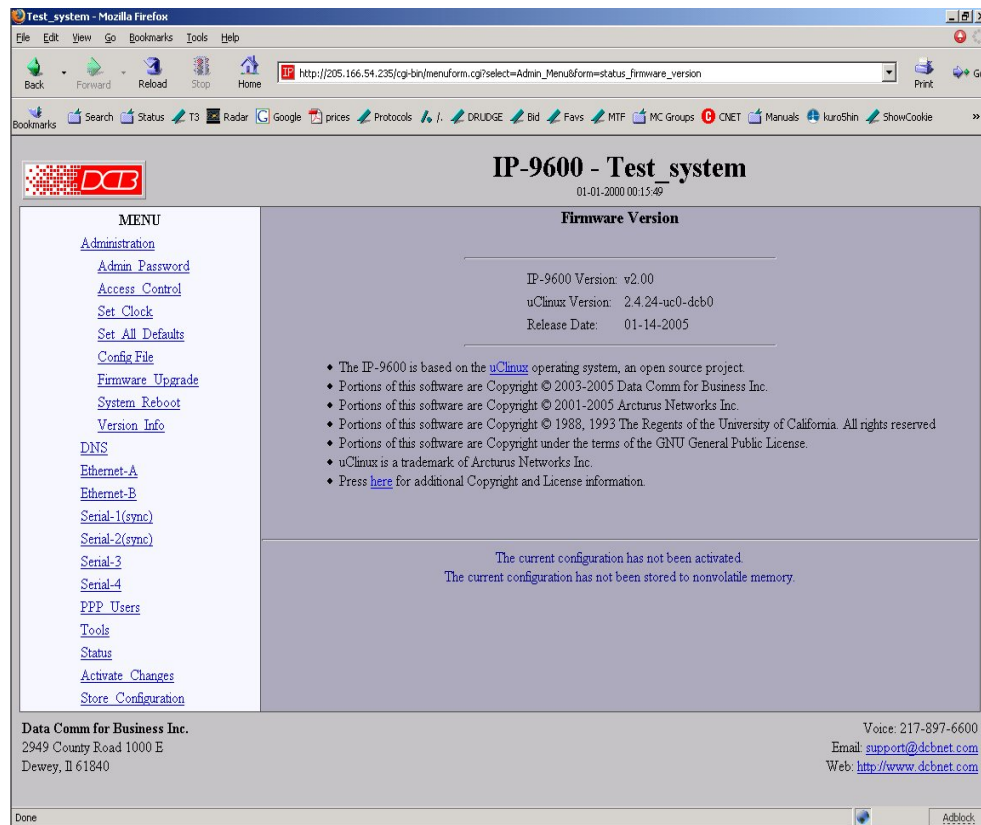 Test_system - Mozilla Firefox
File Edit View Go Bookmarks Tools Help
Back Forward Reload Stop Home
IP http://205.166.54.235/cgi-bin/menuform.cgi?select=Admin_Menu&form=status_firmware_version
Print
Bookmarks Search Status T3 Radar Google prices Protocols /. DRUDGE Bid Favs MTF MC Groups CNET Manuals kuro5hin ShowCookie »
DCB
IP-9600 - Test_system
01-01-2000 00:15:49
MENU
Administration
Admin Password
Access Control
Set Clock
Set All Defaults
Config File
Firmware Upgrade
System Reboot
Version Info
DNS
Ethernet-A
Ethernet-B
Serial-1(sync)
Serial-2(sync)
Serial-3
Serial-4
PPP Users
Tools
Status
Activate Changes
Store Configuration
Firmware Version
IP-9600 Version: v2.00
uClinux Version: 2.4.24-uc0-dcb0
Release Date: 01-14-2005
• The IP-9600 is based on the uClinux operating system, an open source project.
• Portions of this software are Copyright © 2003-2005 Data Comm for Business Inc.
• Portions of this software are Copyright © 2001-2005 Arcturus Networks Inc.
• Portions of this software are Copyright © 1988, 1993 The Regents of the University of California. All rights reserved
• Portions of this software are Copyright under the terms of the GNU General Public License.
• uClinux is a trademark of Arcturus Networks Inc.
• Press here for additional Copyright and License information.
The current configuration has not been activated.
The current configuration has not been stored to nonvolatile memory.
Data Comm for Business Inc.
2949 County Road 1000 E
Dewey, Il 61840
Voice: 217-897-6600
Email: support@dcbnet.com
Web: http://www.dcbnet.com
Done
Adblock